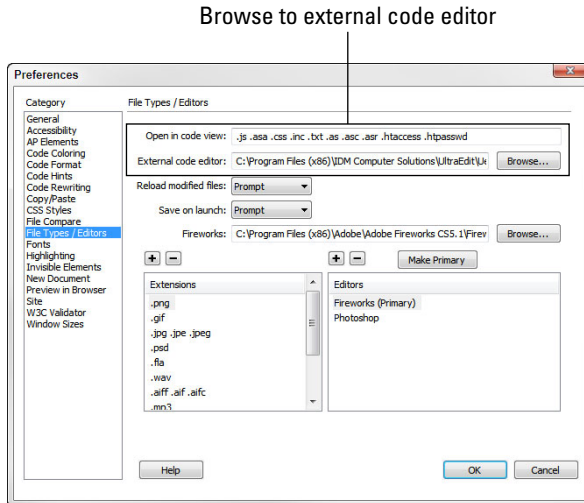 Browse to external code editor
Preferences
Category
File Types / Editors
General
Accessibility
AP Elements
Code Coloring
Code Format
Code Hints
Code Rewriting
Copy/Paste
CSS Styles
File Compare
File Types / Editors
Fonts
Highlighting
Invisible Elements
New Document
Preview in Browser
Site
W3C Validator
Window Sizes
Open in code view: .js .asa .css .inc .txt .as .asc .asr .htaccess .htpasswd
External code editor: C:\Program Files (x86)\IDM Computer Solutions\UltraEdit\ Browse...
Reload modified files: Prompt
Save on launch: Prompt
Fireworks: C:\Program Files (x86)\Adobe\Adobe Fireworks CS5.1\Firew Browse...
Make Primary
Extensions
.png
.gif
.jpg .jpe .jpeg
.psd
.fla
.wav
.aiff .aif .aifc
.mp3
Editors
Fireworks (Primary)
Photoshop
Help
OK
Cancel